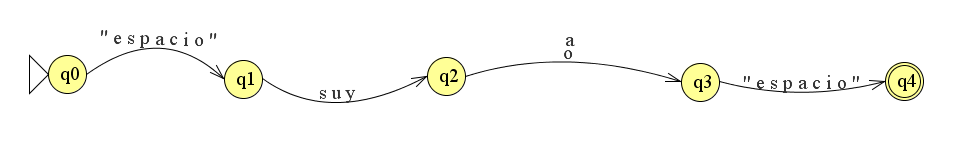 q0
"espacio"
q1
suy
q2
a
o
q3
"espacio"
q4